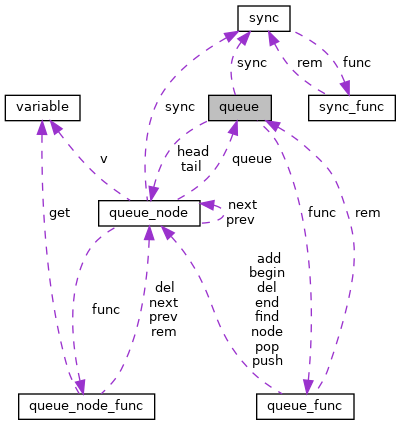 sync
sync
rem
func
variable
queue
sync_func
sync
head
tail
queue
v
queue_node
next
prev
get
func
rem
func
del
next
prev
rem
add
begin
del
end
find
node
pop
push
queue_node_func
queue_func